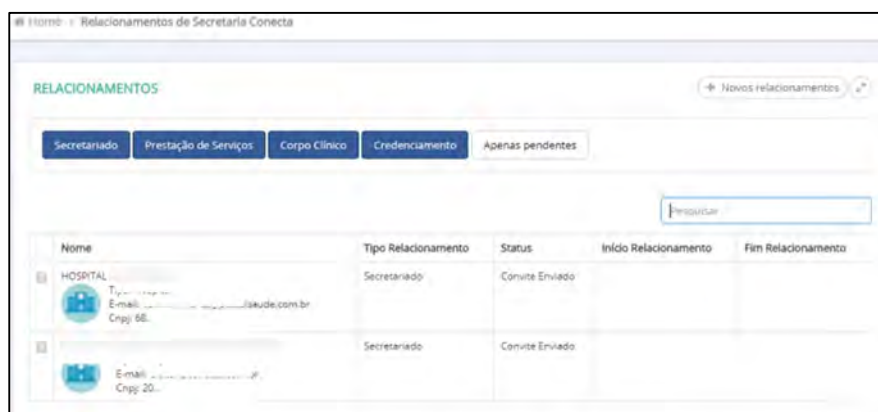 Home Relacionamentos de Secretaria Conecta
RELACIONAMENTOS
+ Novos relacionamentos
Secretariado Prestação de Serviços Corpo Clínico Credenciamento Apenas pendentes
Pesquisar
Nome Tipo Relacionamento Status Início Relacionamento Fim Relacionamento
HOSPITAL Secretariado Convite Enviado
E-mail: saude.com.br
Cnpj: 68..
Secretariado Convite Enviado
E-mail:
Cnpj: 20...